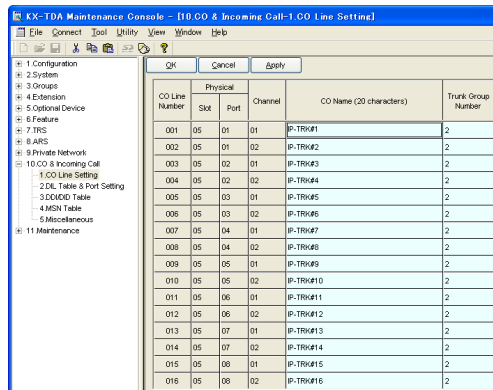 KX-TDA Maintenance Console - [10.CO & Incoming Call-1.CO Line Setting]
File Connect Tool Utility View Window Help
1.Configuration
2.System
3.Groups
4.Extension
5.Optional Device
6.Feature
7.TRS
8.ARS
9.Private Network
10.CO & Incoming Call
1.CO Line Setting
2.DIL Table & Port Setting
3.DDI/DID Table
4.MSN Table
5.Miscellaneous
11.Maintenance
OK Cancel Apply
CO Line Number Physical Slot Port Channel CO Name (20 characters) Trunk Group Number
001 05 01 01 IP-TRK#1 2
002 05 01 02 IP-TRK#2 2
003 05 02 01 IP-TRK#3 2
004 05 02 02 IP-TRK#4 2
005 05 03 01 IP-TRK#5 2
006 05 03 02 IP-TRK#6 2
007 05 04 01 IP-TRK#7 2
008 05 04 02 IP-TRK#8 2
009 05 05 01 IP-TRK#9 2
010 05 05 02 IP-TRK#10 2
011 05 06 01 IP-TRK#11 2
012 05 06 02 IP-TRK#12 2
013 05 07 01 IP-TRK#13 2
014 05 07 02 IP-TRK#14 2
015 05 08 01 IP-TRK#15 2
016 05 08 02 IP-TRK#16 2